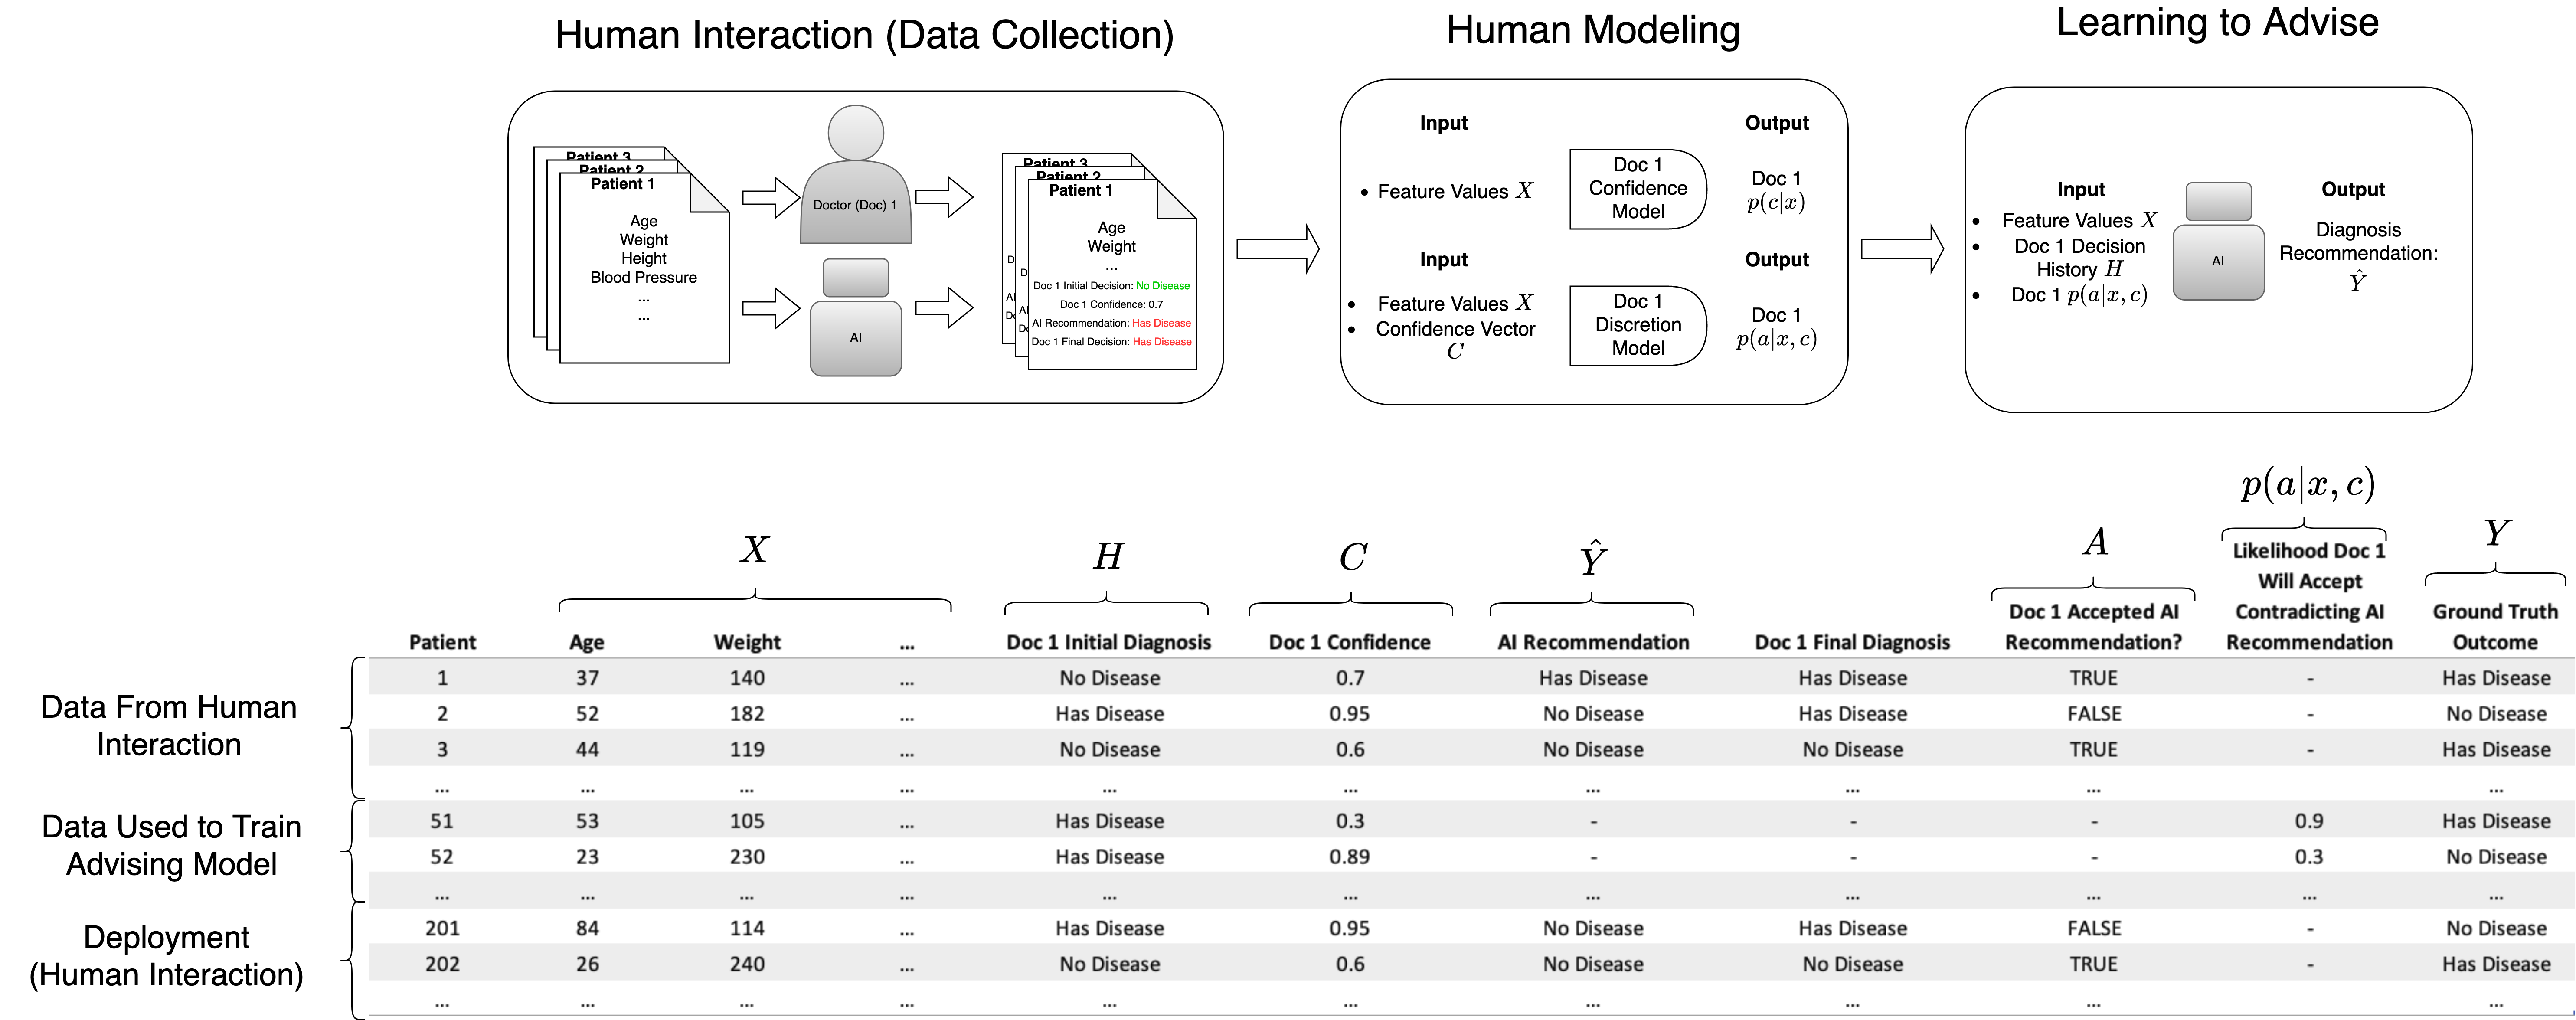 Human Interaction (Data Collection)
Human Modeling
Learning to Advise
Patient 3
Patient 2
Patient 1
Age
Weight
Height
Blood Pressure
...
...
Doctor (Doc) 1
AI
Patient 3
Patient 2
Patient 1
Age
Weight
...
Doc 1 Initial Decision: No Disease
Doc 1 Confidence: 0.7
AI Recommendation: Has Disease
Doc 1 Final Decision: Has Disease
Input
Output
• Feature Values X
Doc 1
Confidence
Model
Doc 1
p(c|x)
Input
Output
• Feature Values X
• Confidence Vector
C
Doc 1
Discretion
Model
Doc 1
p(a|x, c)
Input
• Feature Values X
• Doc 1 Decision
History H
• Doc 1 p(a|x, c)
AI
Output
Diagnosis
Recommendation:
Ŷ
X
H
C
Ŷ
A
p(a|x, c)
Y
Patient Age Weight ... Doc 1 Initial Diagnosis Doc 1 Confidence AI Recommendation Doc 1 Final Diagnosis
Doc 1 Accepted AI
Recommendation?
Likelihood Doc 1
Will Accept
Contradicting AI
Recommendation
Ground Truth
Outcome
Data From Human
Interaction
1 37 140 ... No Disease 0.7 Has Disease Has Disease TRUE - Has Disease
2 52 182 ... Has Disease 0.95 No Disease Has Disease FALSE - No Disease
3 44 119 ... No Disease 0.6 No Disease No Disease TRUE - Has Disease
... ... ... ... ... ... ... ... ... ...
Data Used to Train
Advising Model
51 53 105 ... Has Disease 0.3 - - - 0.9 Has Disease
52 23 230 ... Has Disease 0.89 - - - 0.3 No Disease
... ... ... ... ... ... ... ... ... ... ...
Deployment
(Human Interaction)
201 84 114 ... Has Disease 0.95 No Disease Has Disease FALSE - No Disease
202 26 240 ... No Disease 0.6 No Disease No Disease TRUE - Has Disease
... ... ... ... ... ... ... ... ... ...